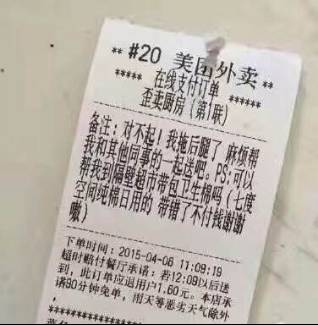 ** #20 美团外卖 **
***** 在线支付订单 ******
歪卖厨房（第1联）
备注：对不起！我拖后腿了 麻烦帮
我和其他同事的一起送吧。PS:可以
帮我到隔壁超市带包卫生棉吗（七度
空间纯棉日用的 带错了不付钱谢谢
嗷）
下单时间：2015-04-06 11:09:19
超时赔付餐厅承诺：若12:09以后送
到，此订单应退用户1.60元。本店承
诺90分钟免单，雨天等恶劣天气除外
。